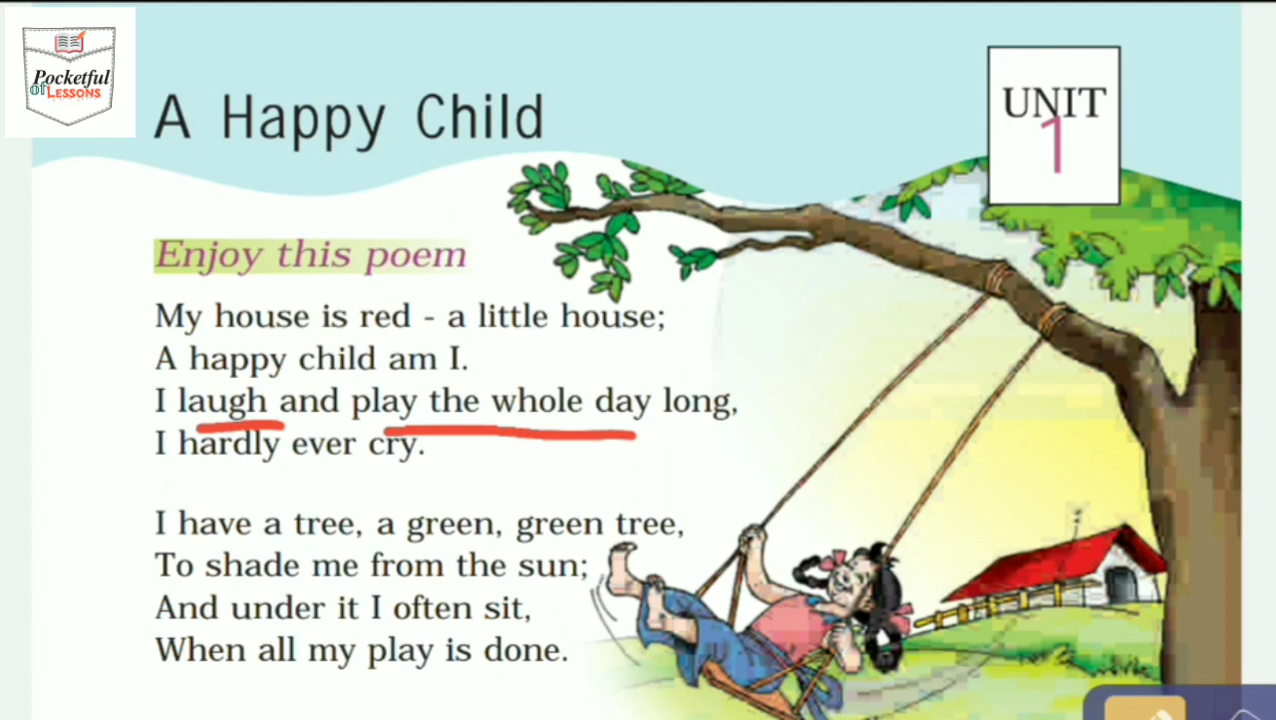 Pocketful
of LESSONS
A Happy Child
UNIT
1
Enjoy this poem
My house is red - a little house;
A happy child am I.
I laugh and play the whole day long,
I hardly ever cry.
I have a tree, a green, green tree,
To shade me from the sun;
And under it I often sit,
When all my play is done.